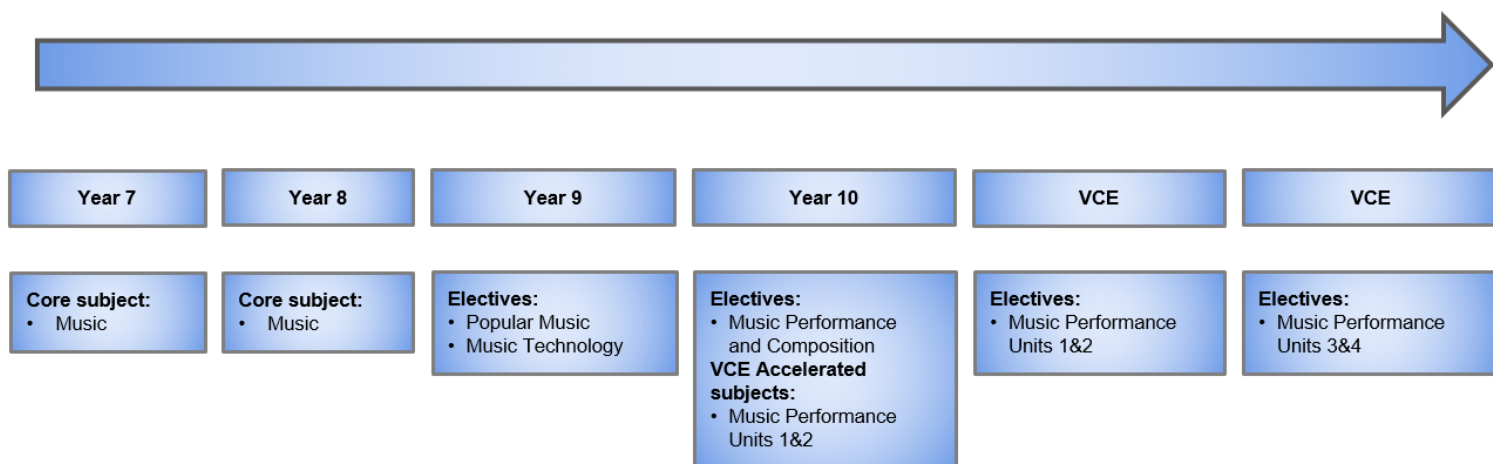 Year 7
Year 8
Year 9
Year 10
VCE
VCE
Core subject:
• Music
Core subject:
• Music
Electives:
• Popular Music
• Music Technology
Electives:
• Music Performance
and Composition
VCE Accelerated
subjects:
• Music Performance
Units 1&2
Electives:
• Music Performance
Units 1&2
Electives:
• Music Performance
Units 3&4